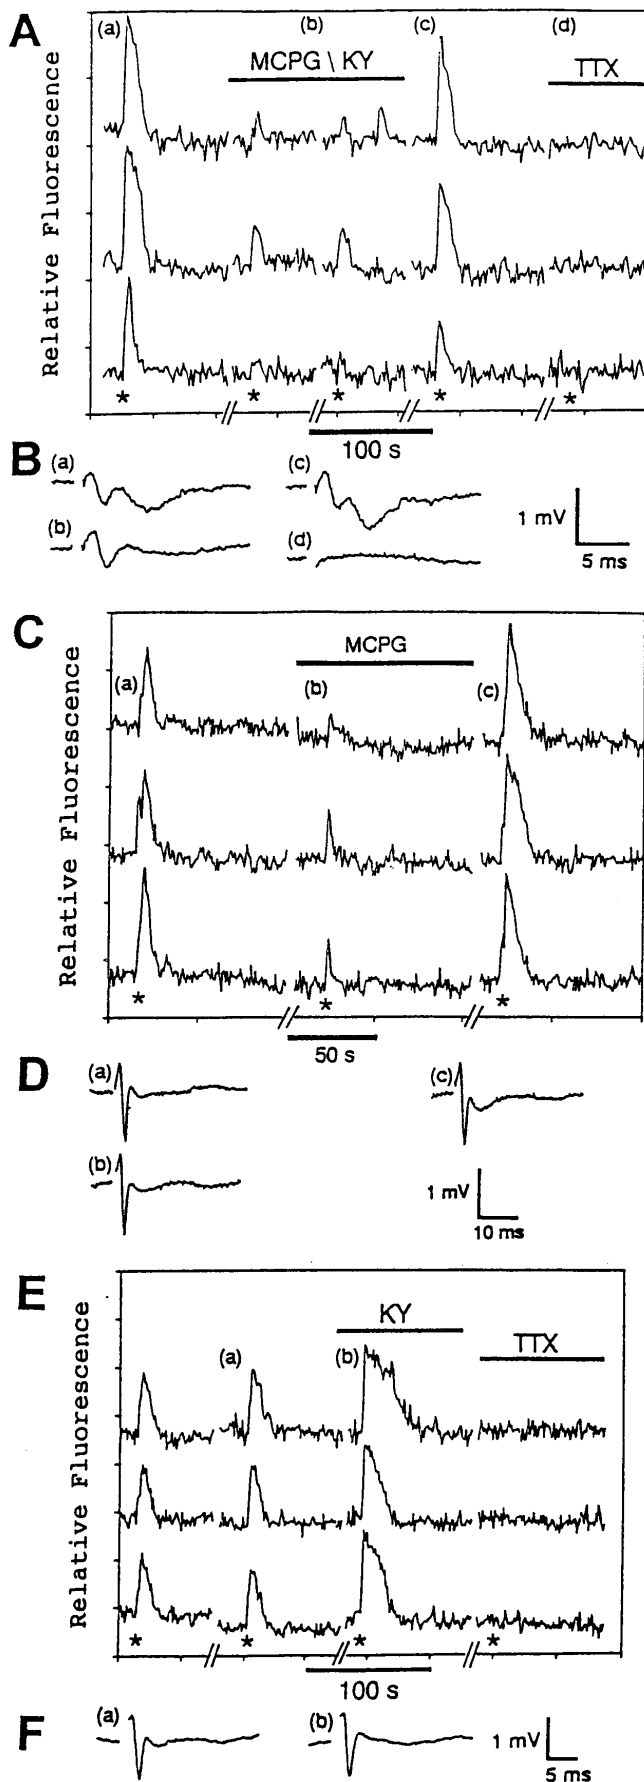 A
(a)
(b)
(c)
(d)
MCPG \ KY
TTX
Relative Fluorescence
* * * * *
100 s
B
(a)
(c)
(b)
(d)
1 mV
5 ms
C
MCPG
(a)
(b)
(c)
Relative Fluorescence
* * *
50 s
D
(a)
(c)
(b)
1 mV
10 ms
E
KY
TTX
(a)
(b)
Relative Fluorescence
* * * *
100 s
F
(a)
(b)
1 mV
5 ms